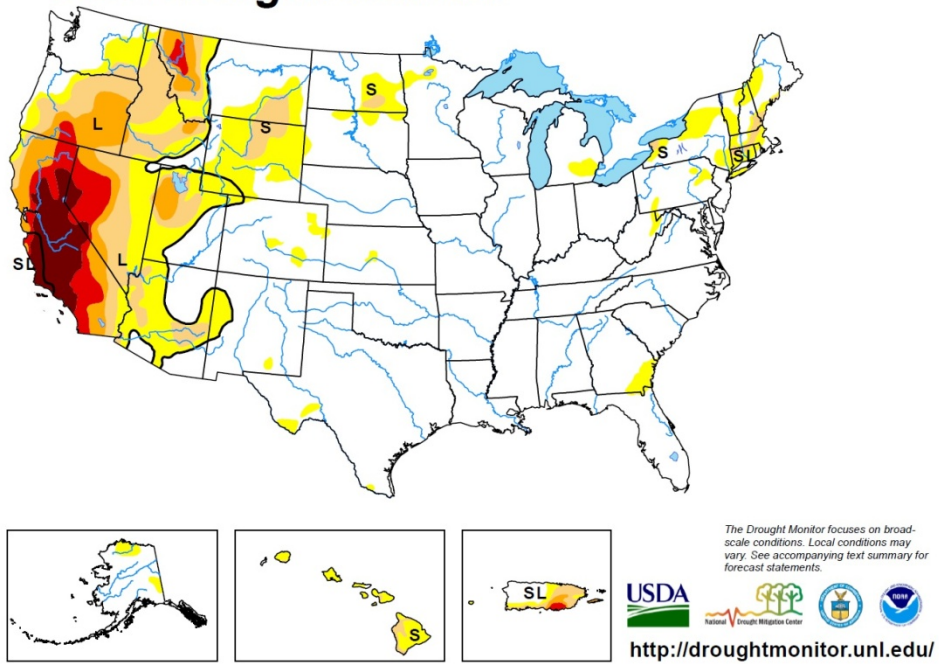 L
S
S
S
SL
L
SL
S
SL
The Drought Monitor focuses on broad-
scale conditions. Local conditions may
vary. See accompanying text summary for
forecast statements.
USDA
National Drought Mitigation Center
NOAA
http://droughtmonitor.unl.edu/